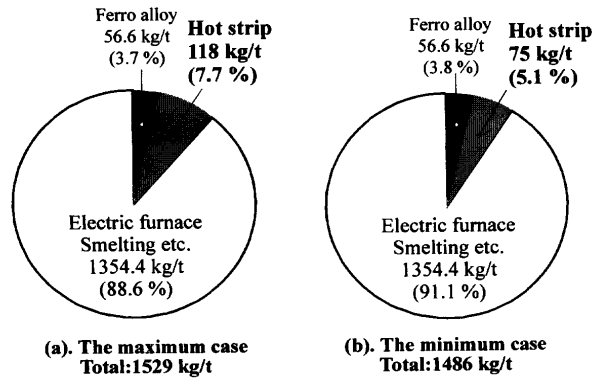 Ferro alloy
56.6 kg/t
(3.7 %)
Hot strip
118 kg/t
(7.7 %)
Electric furnace
Smelting etc.
1354.4 kg/t
(88.6 %)
(a). The maximum case
Total:1529 kg/t
Ferro alloy
56.6 kg/t
(3.8 %)
Hot strip
75 kg/t
(5.1 %)
Electric furnace
Smelting etc.
1354.4 kg/t
(91.1 %)
(b). The minimum case
Total:1486 kg/t